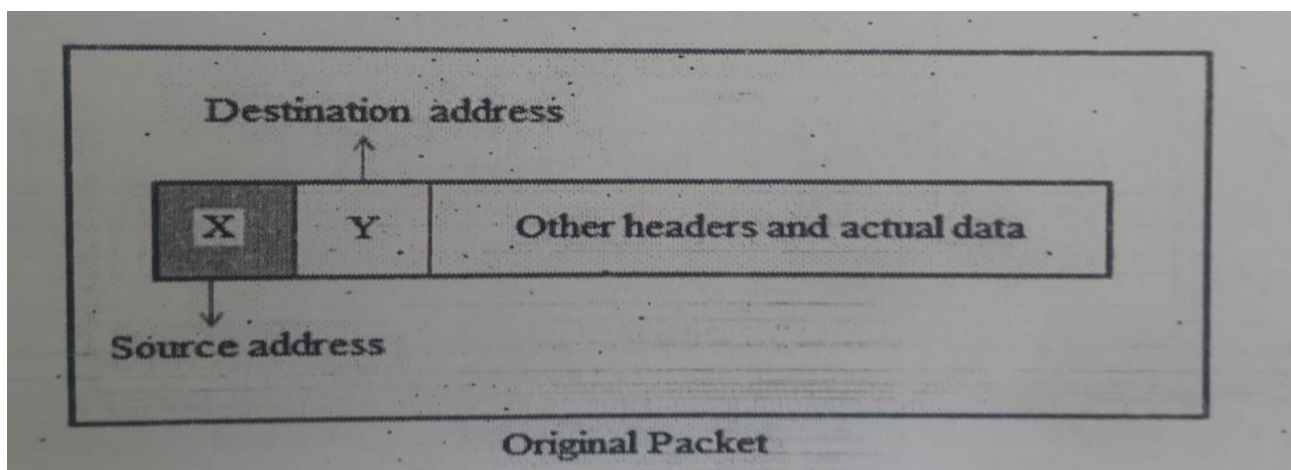 Destination address
X Y Other headers and actual data
Source address
Original Packet